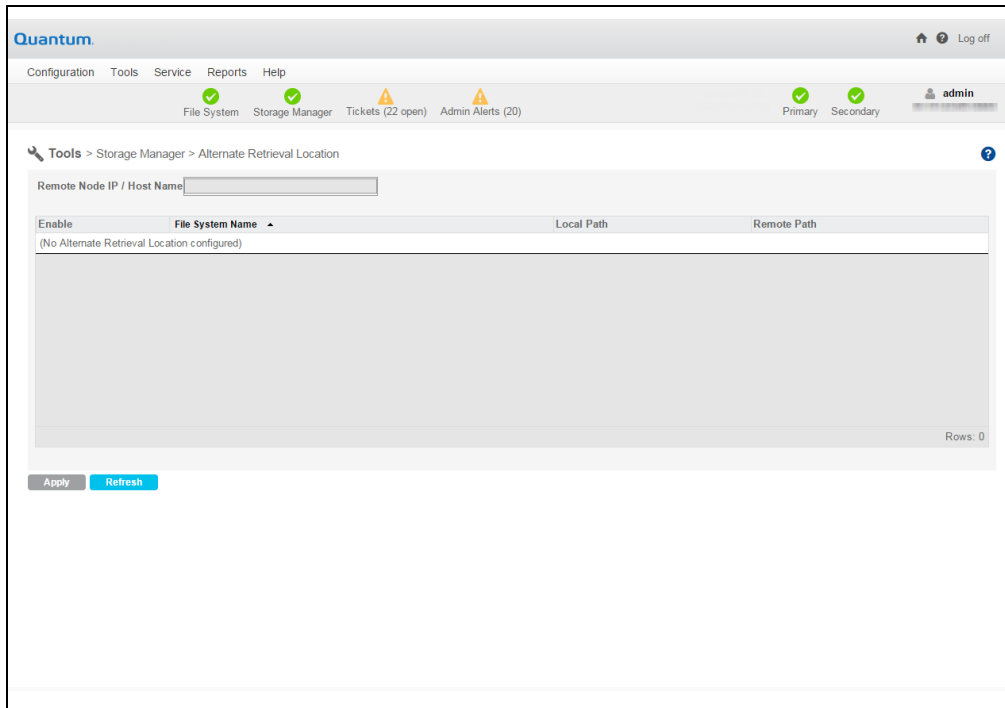 Quantum.
Log off
Configuration Tools Service Reports Help
File System Storage Manager Tickets (22 open) Admin Alerts (20) Primary Secondary admin
Tools > Storage Manager > Alternate Retrieval Location
Remote Node IP / Host Name
Enable File System Name Local Path Remote Path
(No Alternate Retrieval Location configured)
Rows: 0
Apply Refresh